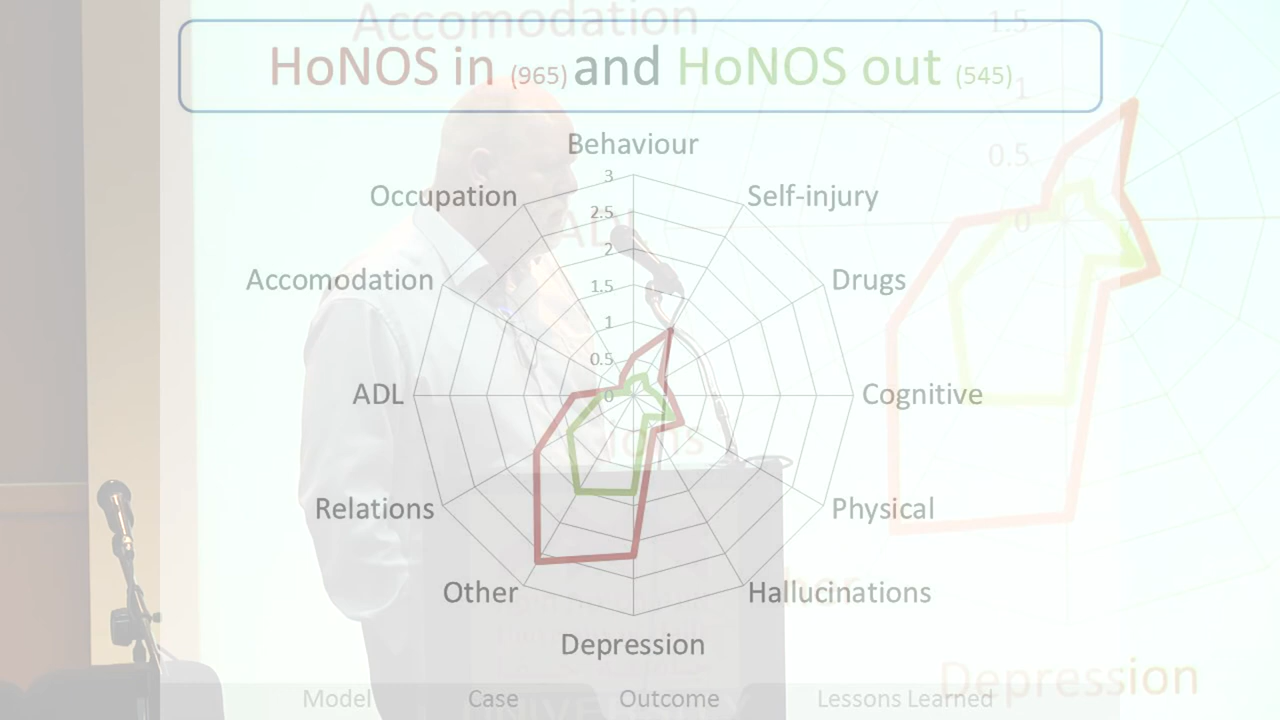 Accomodation
HoNOS in (965) and HoNOS out (545)
1.5
1
0.5
0
Behaviour
Occupation
Self-injury
3
2.5
2
1.5
1
0.5
0
ADL
Accomodation
Drugs
ADL
Cognitive
Relations
Physical
Other
Hallucinations
Depression
Depression
Model
Case
Outcome
Lessons Learned
UNIVERSITY